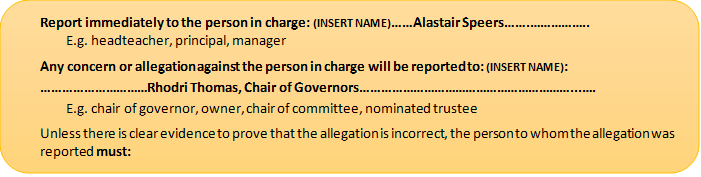 Report immediately to the person in charge: (INSERT NAME)……Alastair Speers……………………..
E.g. headteacher, principal, manager
Any concern or allegation against the person in charge will be reported to: (INSERT NAME):
…………………………Rhodri Thomas, Chair of Governors…………………………………………………………...….
E.g. chair of governor, owner, chair of committee, nominated trustee
Unless there is clear evidence to prove that the allegation is incorrect, the person to whom the allegation was
reported must: